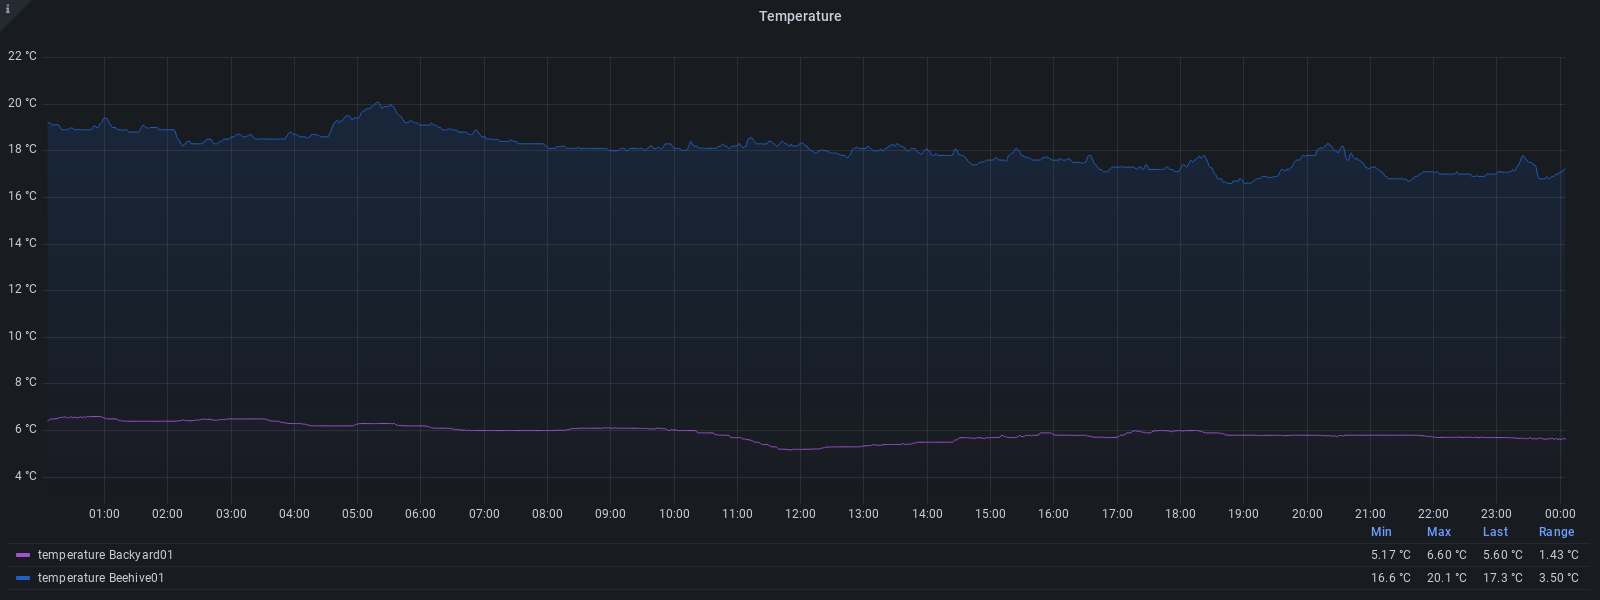 i
Temperature
22 °C
20 °C
18 °C
16 °C
14 °C
12 °C
10 °C
8 °C
6 °C
4 °C
01:00 02:00 03:00 04:00 05:00 06:00 07:00 08:00 09:00 10:00 11:00 12:00 13:00 14:00 15:00 16:00 17:00 18:00 19:00 20:00 21:00 22:00 23:00 00:00
Min Max Last Range
temperature Backyard01 5.17 °C 6.60 °C 5.60 °C 1.43 °C
temperature Beehive01 16.6 °C 20.1 °C 17.3 °C 3.50 °C